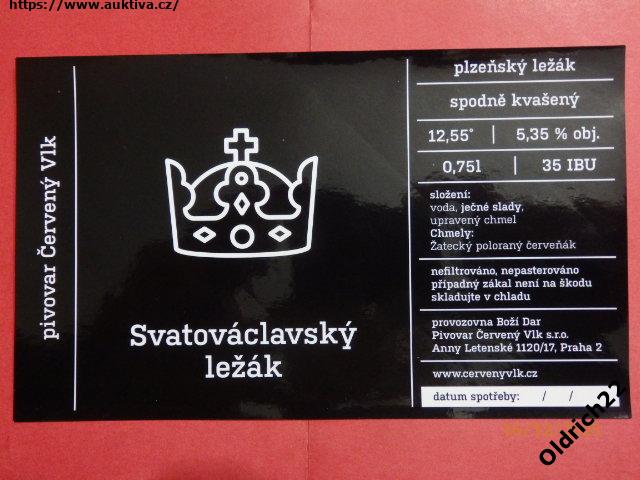 https://www.auktiva.cz/
pivovar Červený Vlk
Svatováclavský
ležák
plzeňský ležák
spodně kvašený
12,55° | 5,35 % obj.
0,75l | 35 IBU
složení:
voda, ječné slady,
upravený chmel
Chmely:
Žatecký poloraný červeňák
nefiltrováno, nepasterováno
případný zákal není na škodu
skladujte v chladu
provozovna Boží Dar
Pivovar Červený Vlk s.r.o.
Anny Letenské 1120/17, Praha 2
www.cervenyvlk.cz
datum spotřeby: / /
Oldrich22